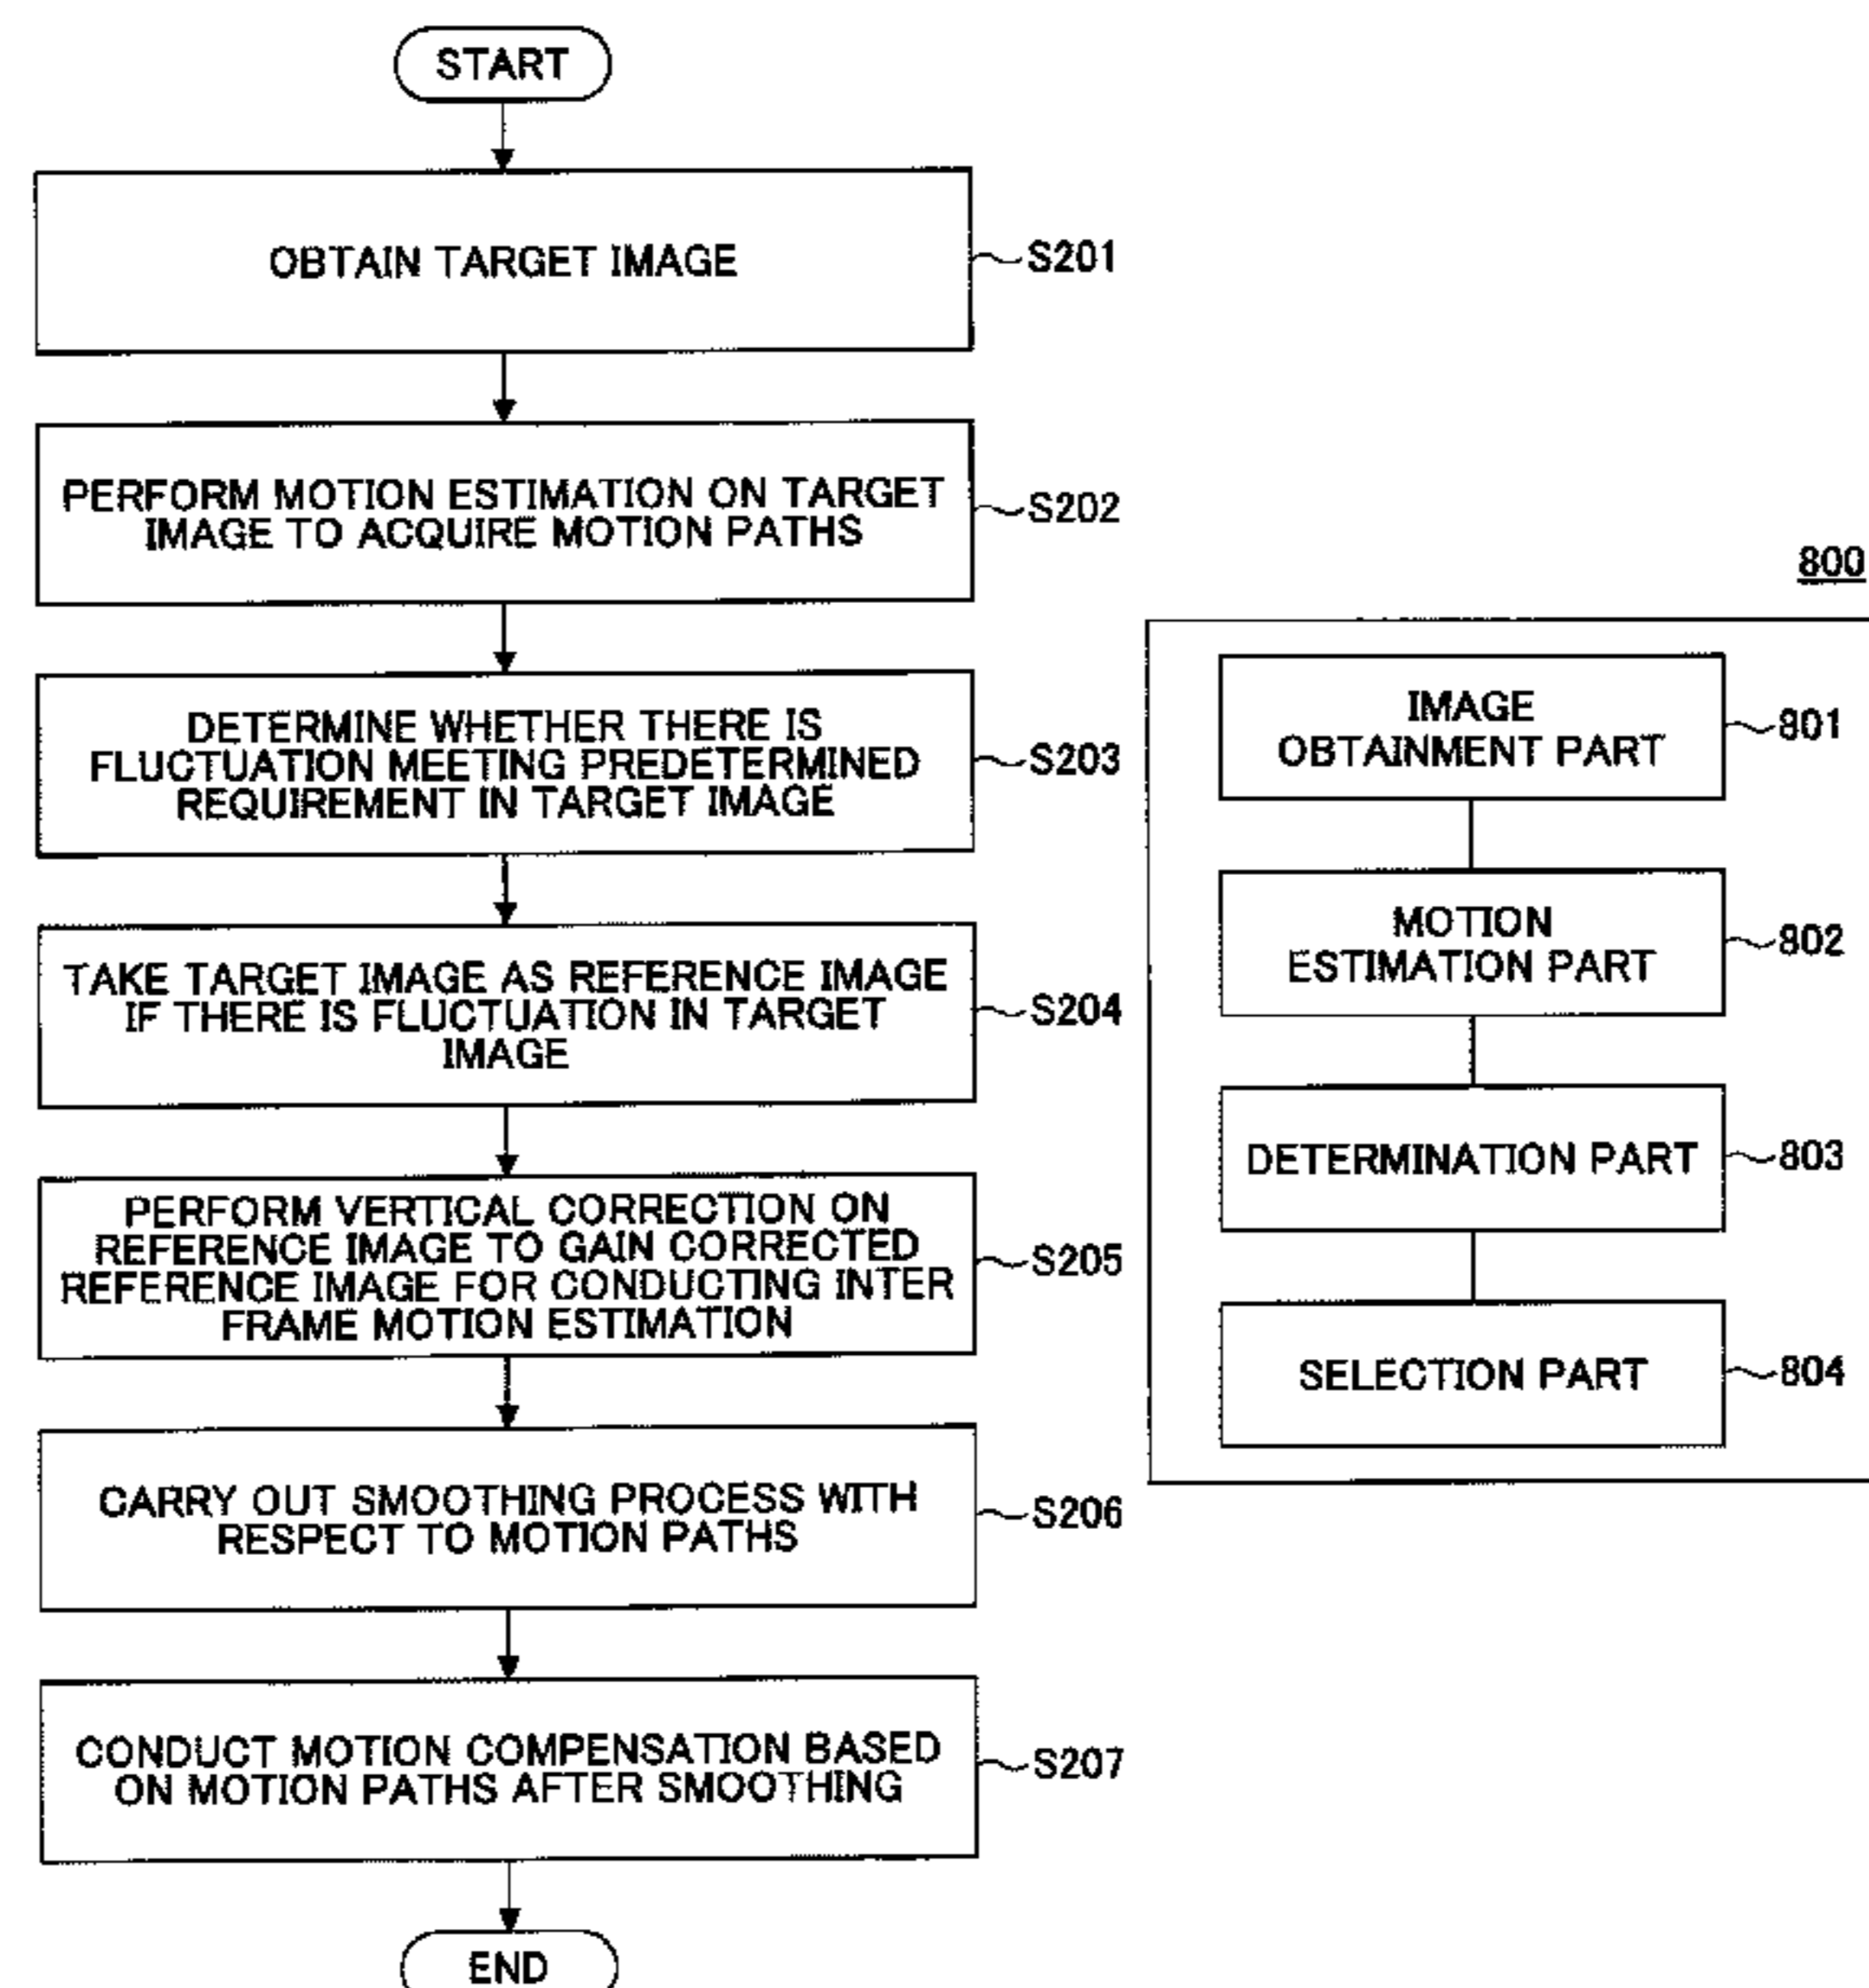 START
OBTAIN TARGET IMAGE
S201
PERFORM MOTION ESTIMATION ON TARGET
IMAGE TO ACQUIRE MOTION PATHS
S202
DETERMINE WHETHER THERE IS
FLUCTUATION MEETING PREDETERMINED
REQUIREMENT IN TARGET IMAGE
S203
TAKE TARGET IMAGE AS REFERENCE IMAGE
IF THERE IS FLUCTUATION IN TARGET
IMAGE
S204
PERFORM VERTICAL CORRECTION ON
REFERENCE IMAGE TO GAIN CORRECTED
REFERENCE IMAGE FOR CONDUCTING INTER
FRAME MOTION ESTIMATION
S205
CARRY OUT SMOOTHING PROCESS WITH
RESPECT TO MOTION PATHS
S206
CONDUCT MOTION COMPENSATION BASED
ON MOTION PATHS AFTER SMOOTHING
S207
END
800
IMAGE
OBTAINMENT PART
801
MOTION
ESTIMATION PART
802
DETERMINATION PART
803
SELECTION PART
804